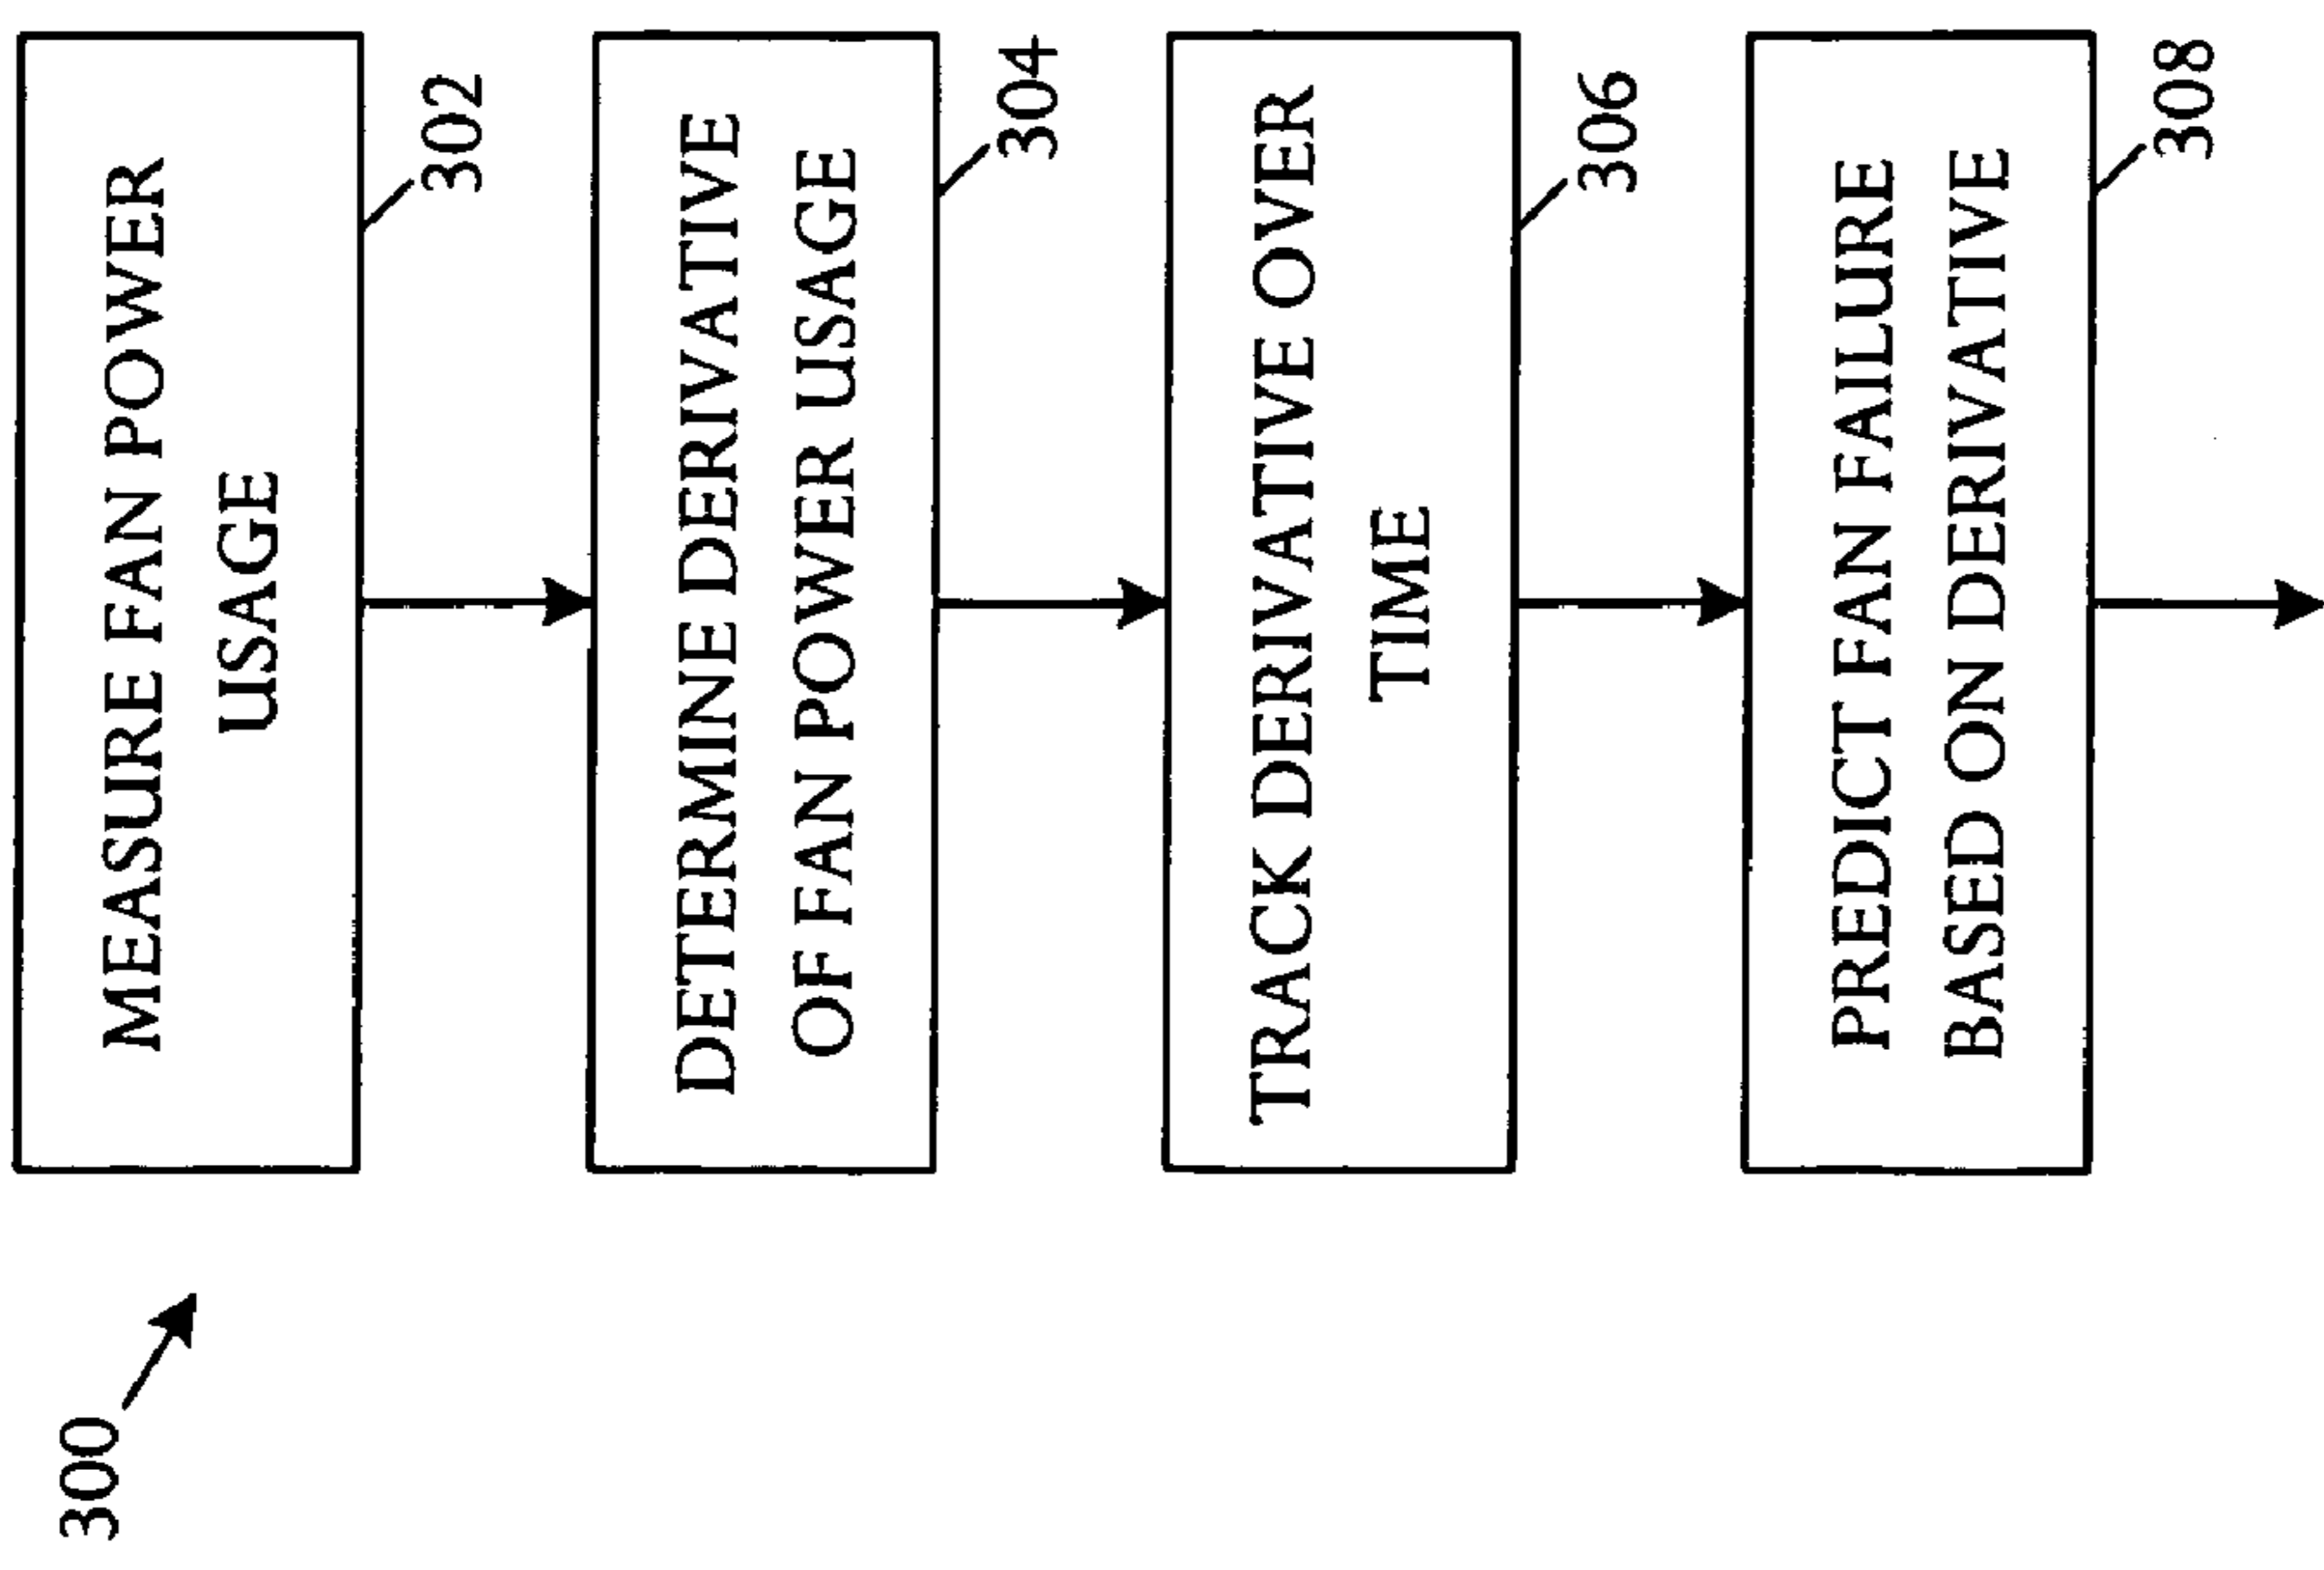 300
MEASURE FAN POWER
USAGE
302
DETERMINE DERIVATIVE
OF FAN POWER USAGE
304
TRACK DERIVATIVE OVER
TIME
306
PREDICT FAN FAILURE
BASED ON DERIVATIVE
308